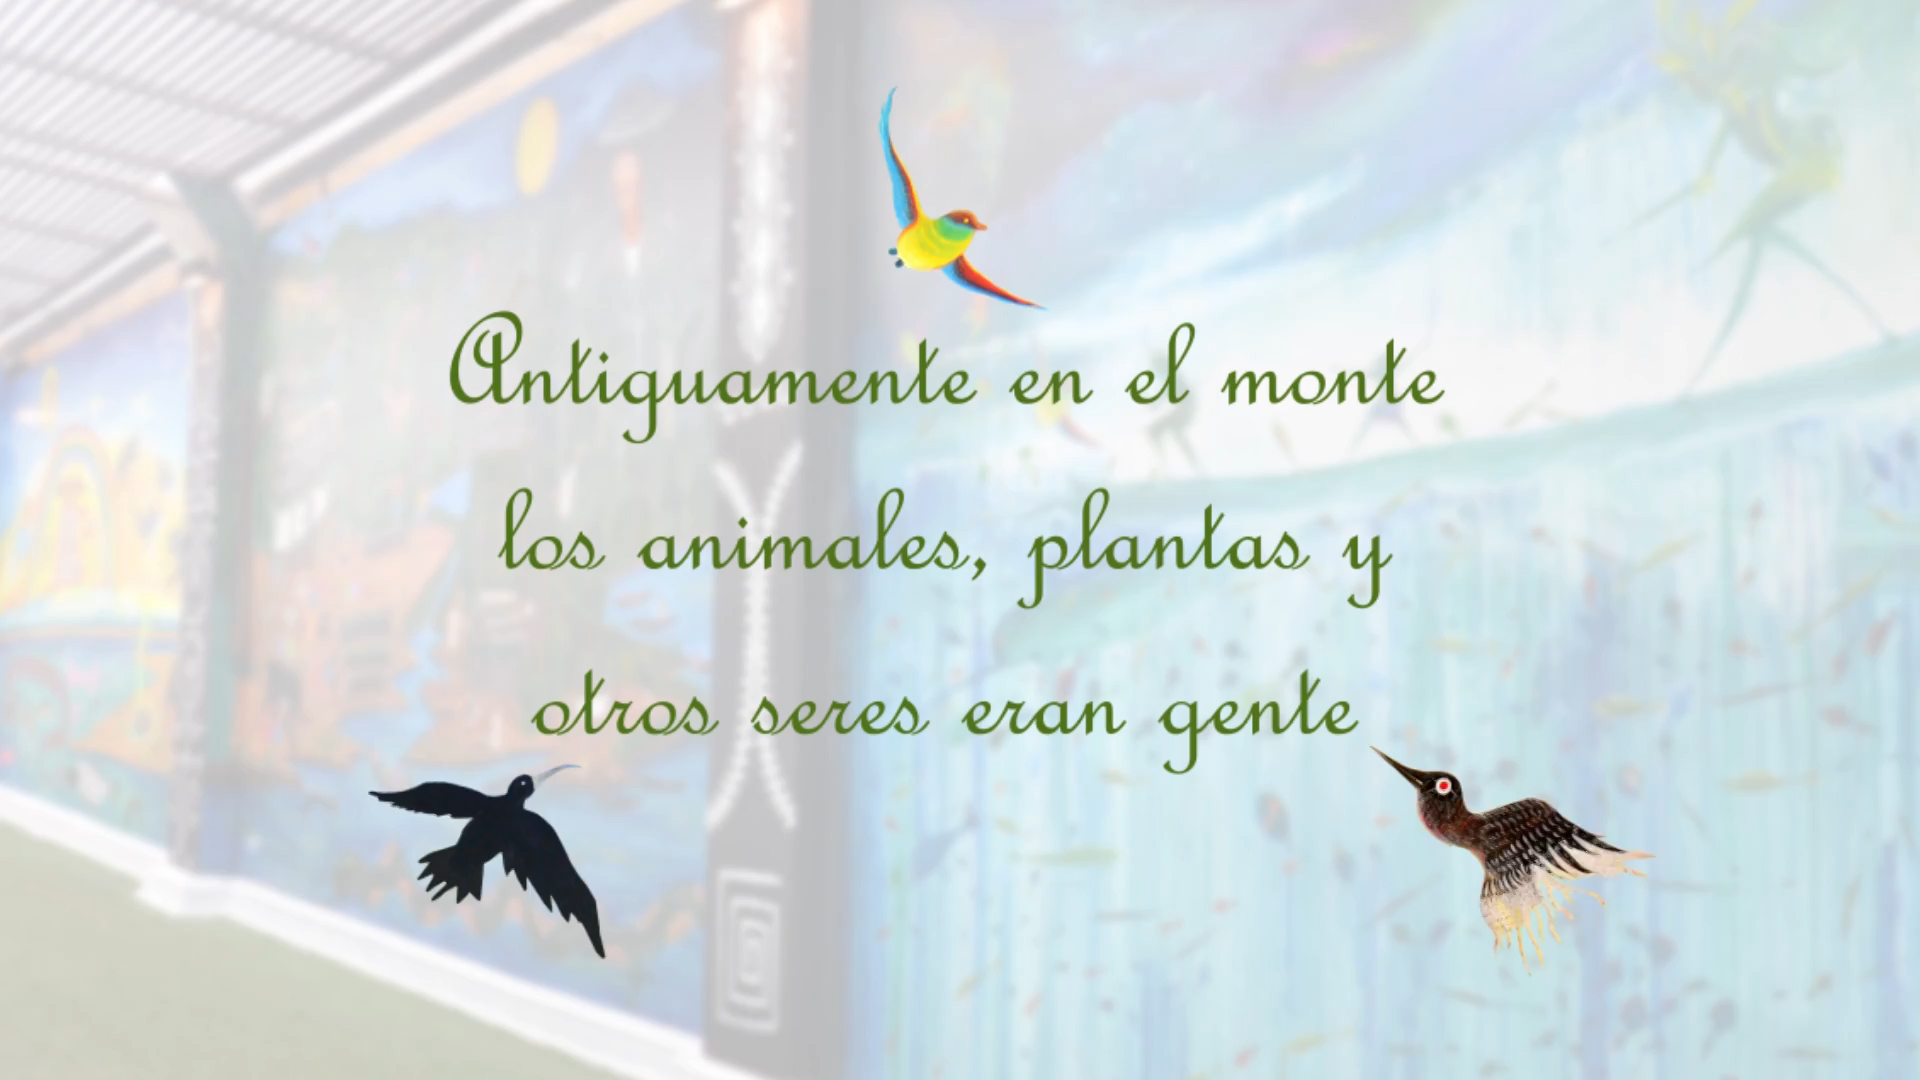 Antiguamente en el monte
los animales, plantas y
otros seres eran gente